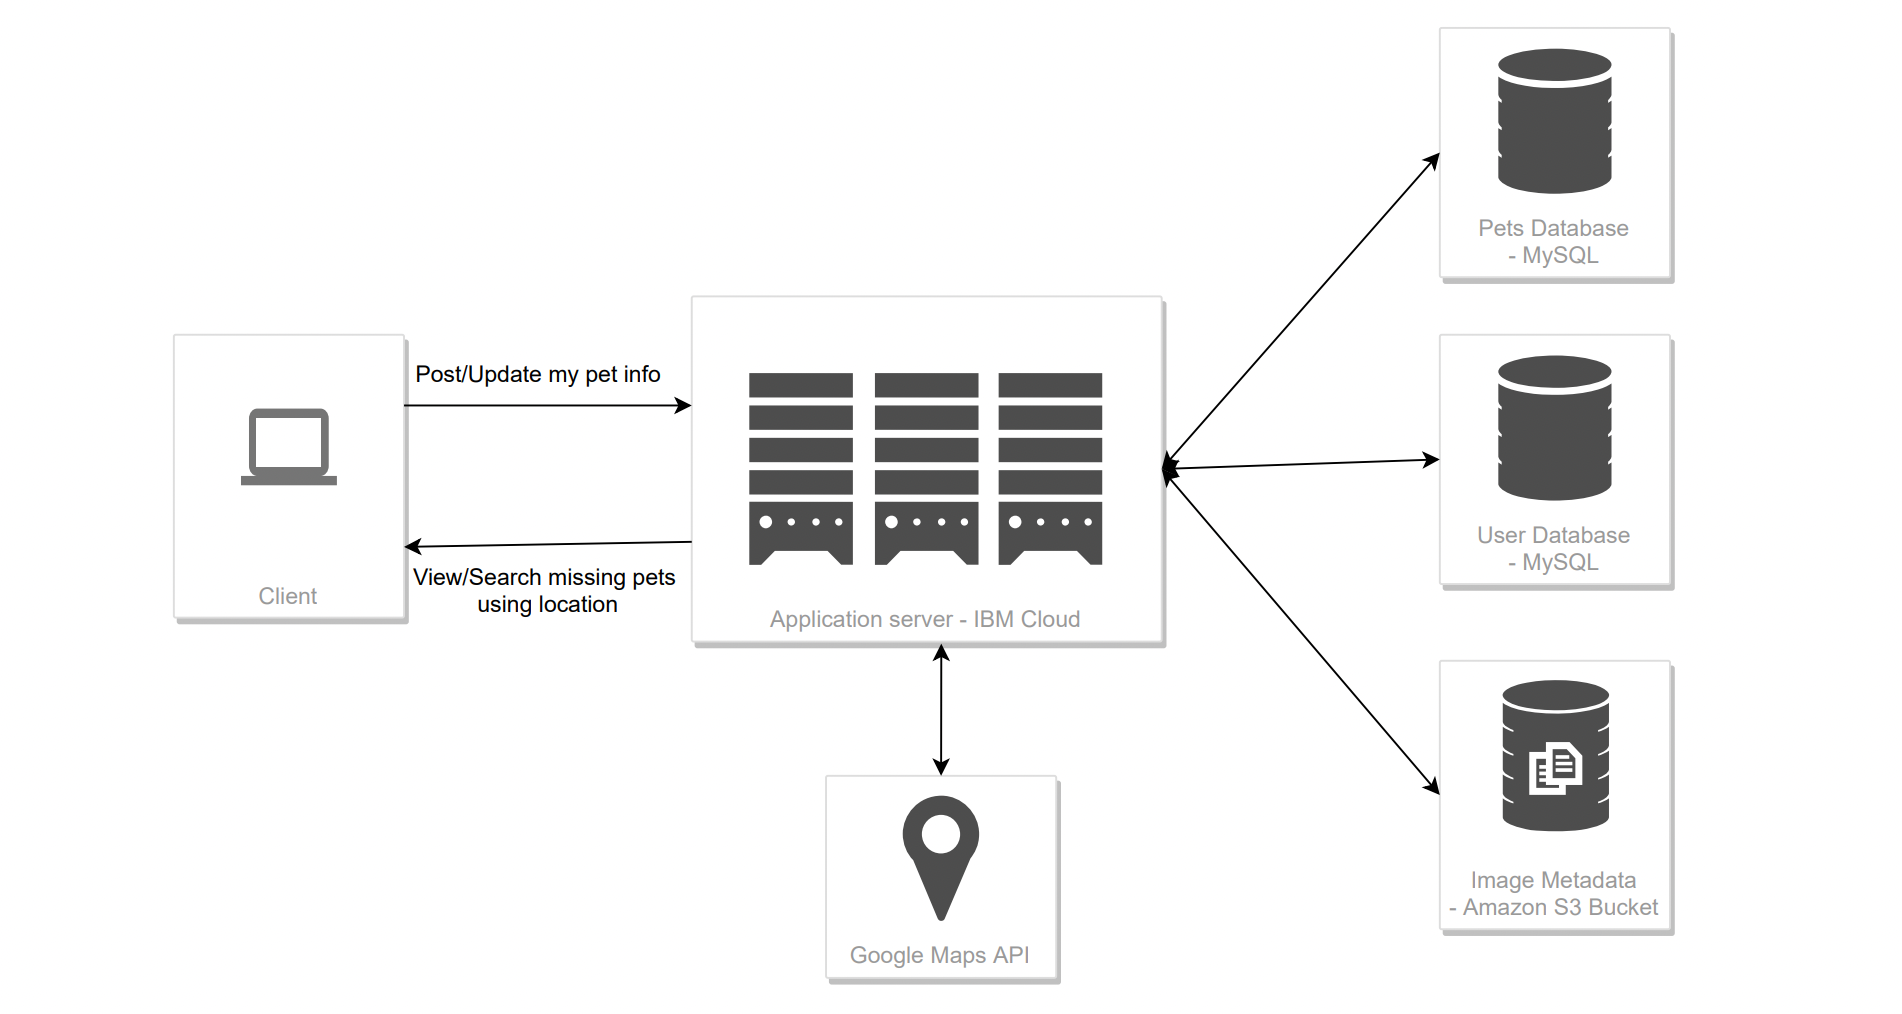 Pets Database
- MySQL
Post/Update my pet info
View/Search missing pets
using location
Client
Application server - IBM Cloud
User Database
- MySQL
Google Maps API
Image Metadata
- Amazon S3 Bucket